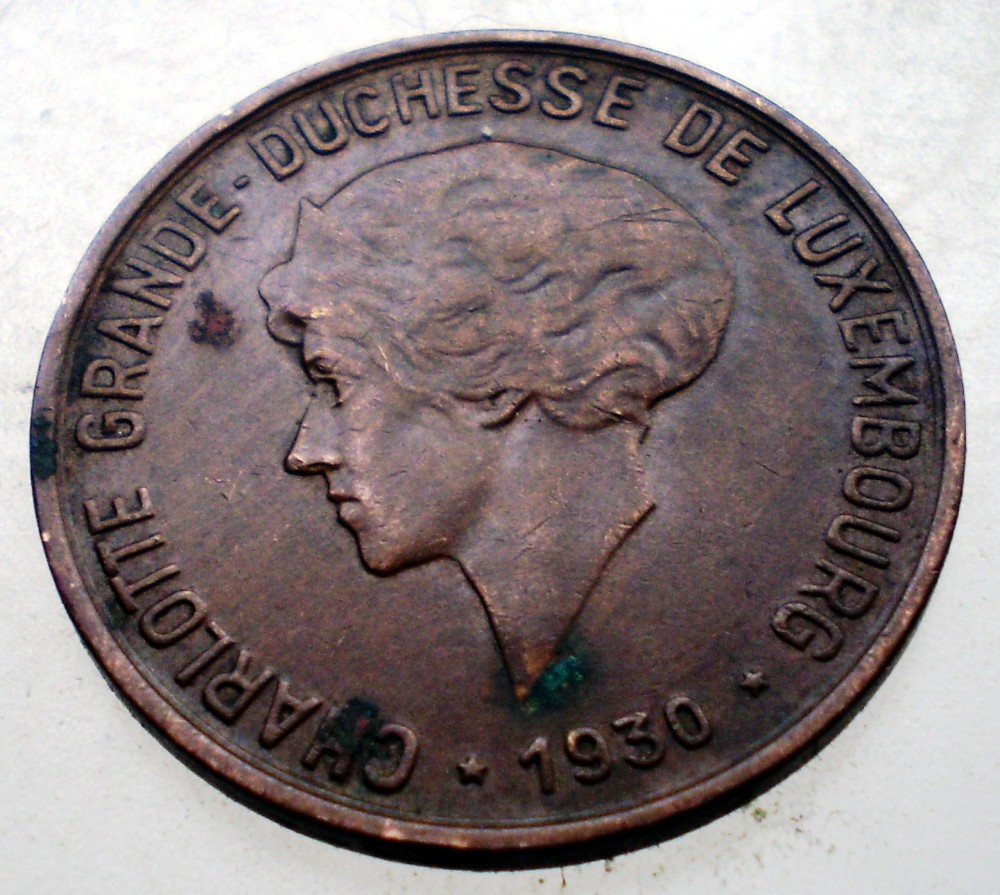 CHARLOTTE GRANDE-DUCHESSE DE LUXEMBOURG
★ 1930 ★